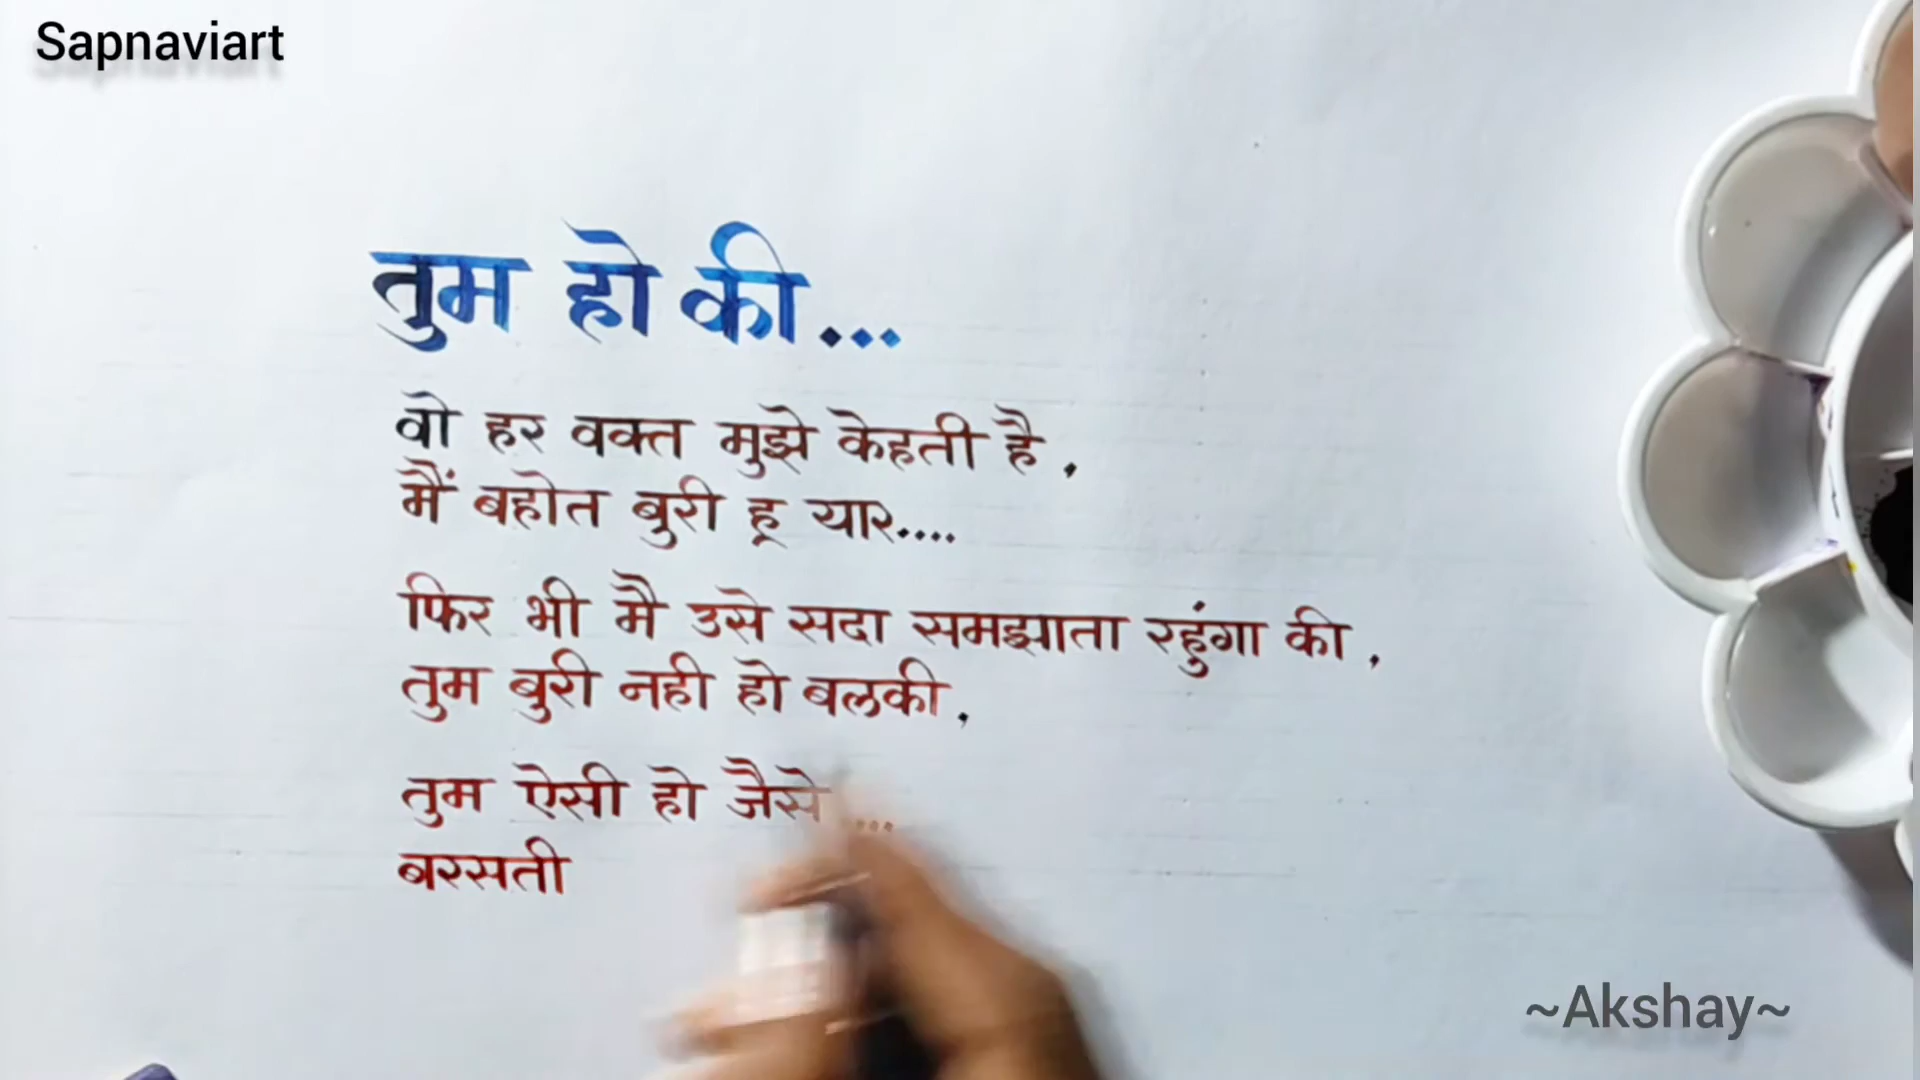 Sapnaviart
तुम हो की...
वो हर वक्त मुझे केहती है ,
मैं बहोत बुरी हू यार....
फिर भी मै उसे सदा समझाता रहुंगा की ,
तुम बुरी नही हो बलकी ,
तुम ऐसी हो जैसे ...
बरसती
~Akshay~